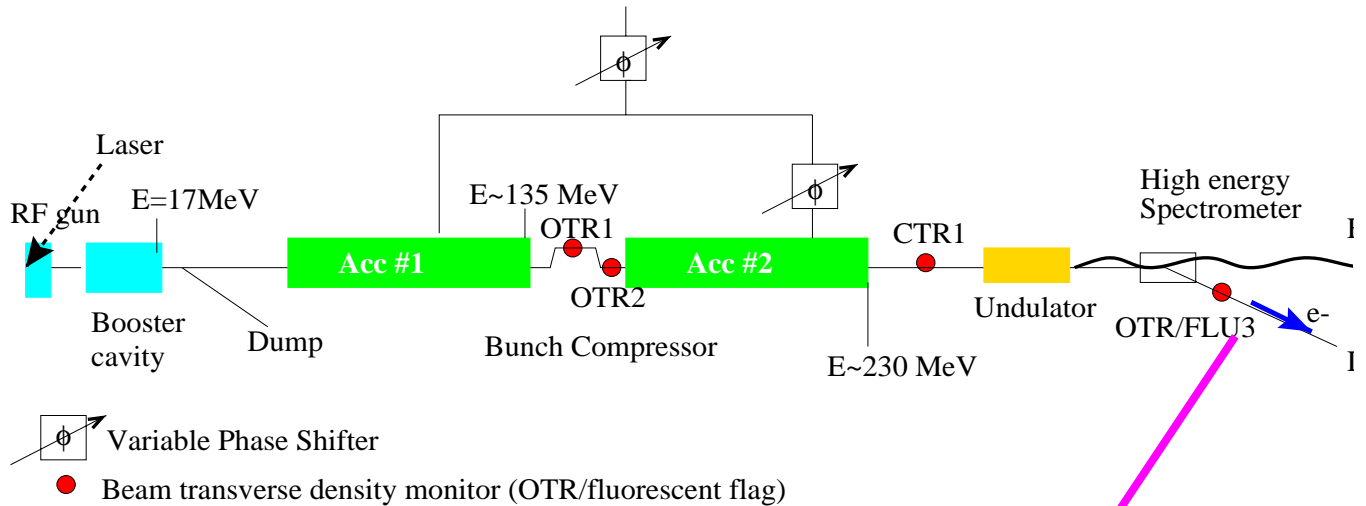 ϕ
Laser
RF gun
E=17MeV
E~135 MeV
ϕ
High energy
Spectrometer
OTR1
Acc #1
Acc #2
CTR1
OTR2
Undulator
e-
OTR/FLU3
Booster
cavity
Dump
Bunch Compressor
E~230 MeV
ϕ Variable Phase Shifter
Beam transverse density monitor (OTR/fluorescent flag)